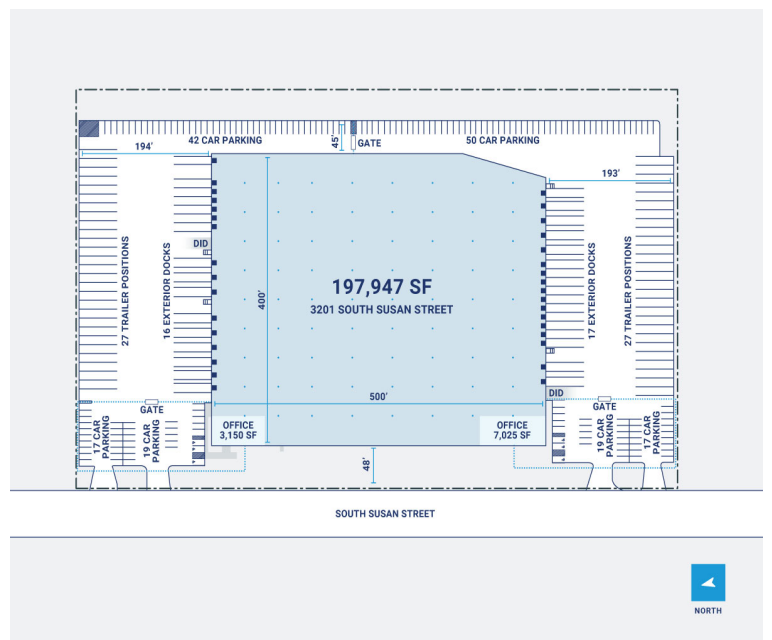 42 CAR PARKING
45'
GATE
50 CAR PARKING
194'
193'
27 TRAILER POSITIONS
16 EXTERIOR DOCKS
DID
400'
197,947 SF
3201 SOUTH SUSAN STREET
17 EXTERIOR DOCKS
27 TRAILER POSITIONS
500'
DID
GATE
GATE
17 CAR
PARKING
19 CAR
PARKING
OFFICE
3,150 SF
OFFICE
7,025 SF
19 CAR
PARKING
17 CAR
PARKING
48'
SOUTH SUSAN STREET
NORTH